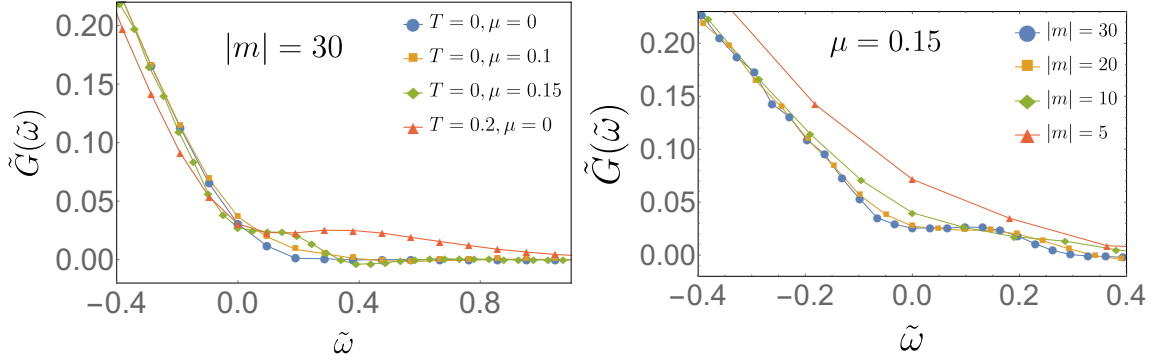 |m| = 30
T = 0, μ = 0
T = 0, μ = 0.1
T = 0, μ = 0.15
T = 0.2, μ = 0
G̃(ω̃)
0.20
0.15
0.10
0.05
0.00
−0.4 0.0 0.4 0.8
ω̃
μ = 0.15
|m| = 30
|m| = 20
|m| = 10
|m| = 5
G̃(ω̃)
0.20
0.15
0.10
0.05
0.00
−0.4 −0.2 0.0 0.2 0.4
ω̃